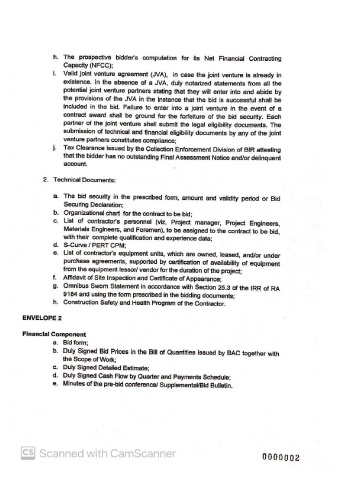 h. The prospective bidder's computation for its Net Financial Contracting
Capacity (NFCC);
i. Valid joint venture agreement (JVA), in case the joint venture is already in
existence. In the absence of a JVA, duly notarized statements from all the
potential joint venture partners stating that they will enter into and abide by
the provisions of the JVA in the instance that the bid is successful shall be
included in the bid. Failure to enter into a joint venture in the event of a
contract award shall be ground for the forfeiture of the bid security. Each
partner of the joint venture shall submit the legal eligibility documents. The
submission of technical and financial eligibility documents by any of the joint
venture partners constitutes compliance;
j. Tax Clearance issued by the Collection Enforcement Division of BIR attesting
that the bidder has no outstanding Final Assessment Notice and/or delinquent
account.
2. Technical Documents:
a. The bid security in the prescribed form, amount and validity period or Bid
Securing Declaration;
b. Organizational chart for the contract to be bid;
c. List of contractor's personnel (viz, Project manager, Project Engineers,
Materials Engineers, and Foremen), to be assigned to the contract to be bid,
with their complete qualification and experience data;
d. S-Curve / PERT CPM;
e. List of contractor's equipment units, which are owned, leased, and/or under
purchase agreements, supported by certification of availability of equipment
from the equipment lessor/ vendor for the duration of the project;
f. Affidavit of Site Inspection and Certificate of Appearance;
g. Omnibus Sworn Statement in accordance with Section 25.3 of the IRR of RA
9184 and using the form prescribed in the bidding documents;
h. Construction Safety and Health Program of the Contractor.
ENVELOPE 2
Financial Component
a. Bid form;
b. Duly Signed Bid Prices in the Bill of Quantities issued by BAC together with
the Scope of Work;
c. Duly Signed Detailed Estimate;
d. Duly Signed Cash Flow by Quarter and Payments Schedule;
e. Minutes of the pre-bid conference/ Supplemental/Bid Bulletin.
CS Scanned with CamScanner
0000002